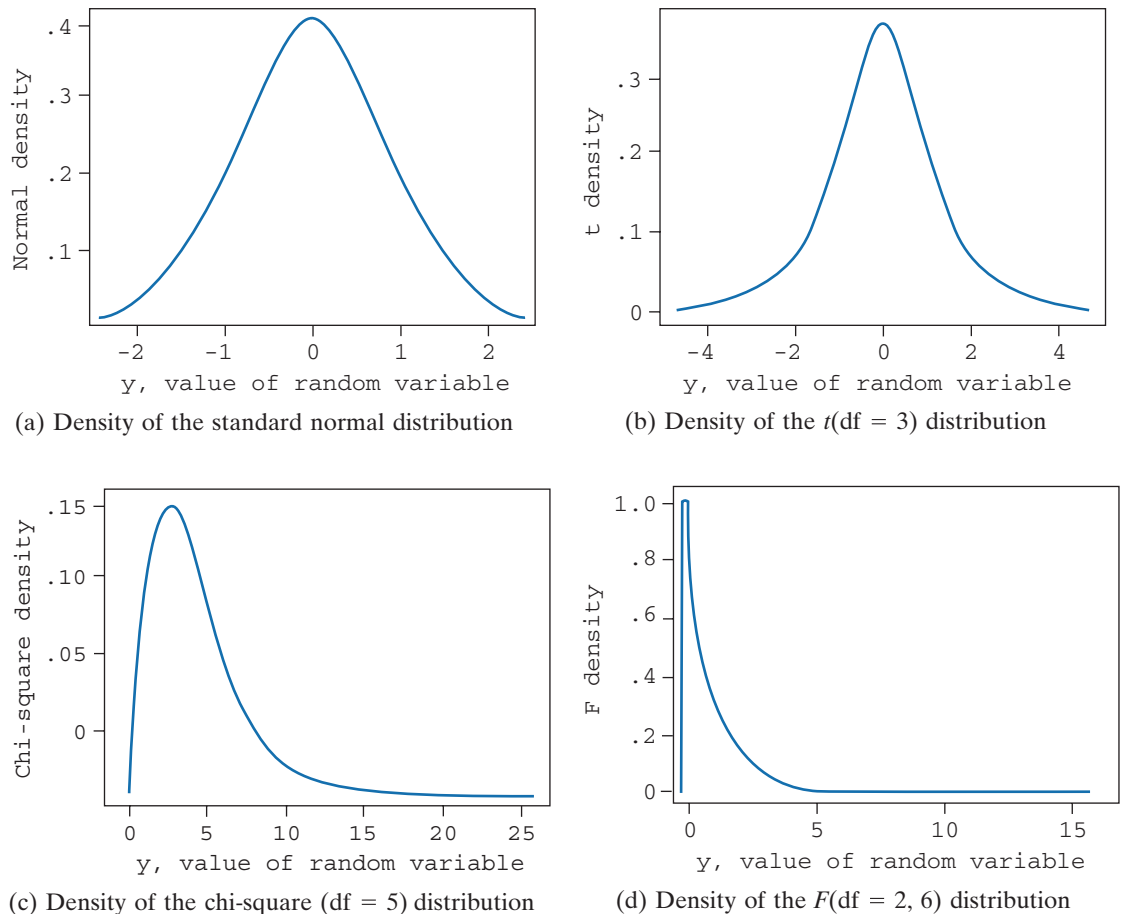 .4
.3
.2
.1
Normal density
-2 -1 0 1 2
y, value of random variable
(a) Density of the standard normal distribution
.3
.2
.1
0
t density
-4 -2 0 2 4
y, value of random variable
(b) Density of the t(df = 3) distribution
.15
.10
.05
0
Chi-square density
0 5 10 15 20 25
y, value of random variable
(c) Density of the chi-square (df = 5) distribution
1.0
.8
.6
.4
.2
0
F density
0 5 10 15
y, value of random variable
(d) Density of the F(df = 2, 6) distribution